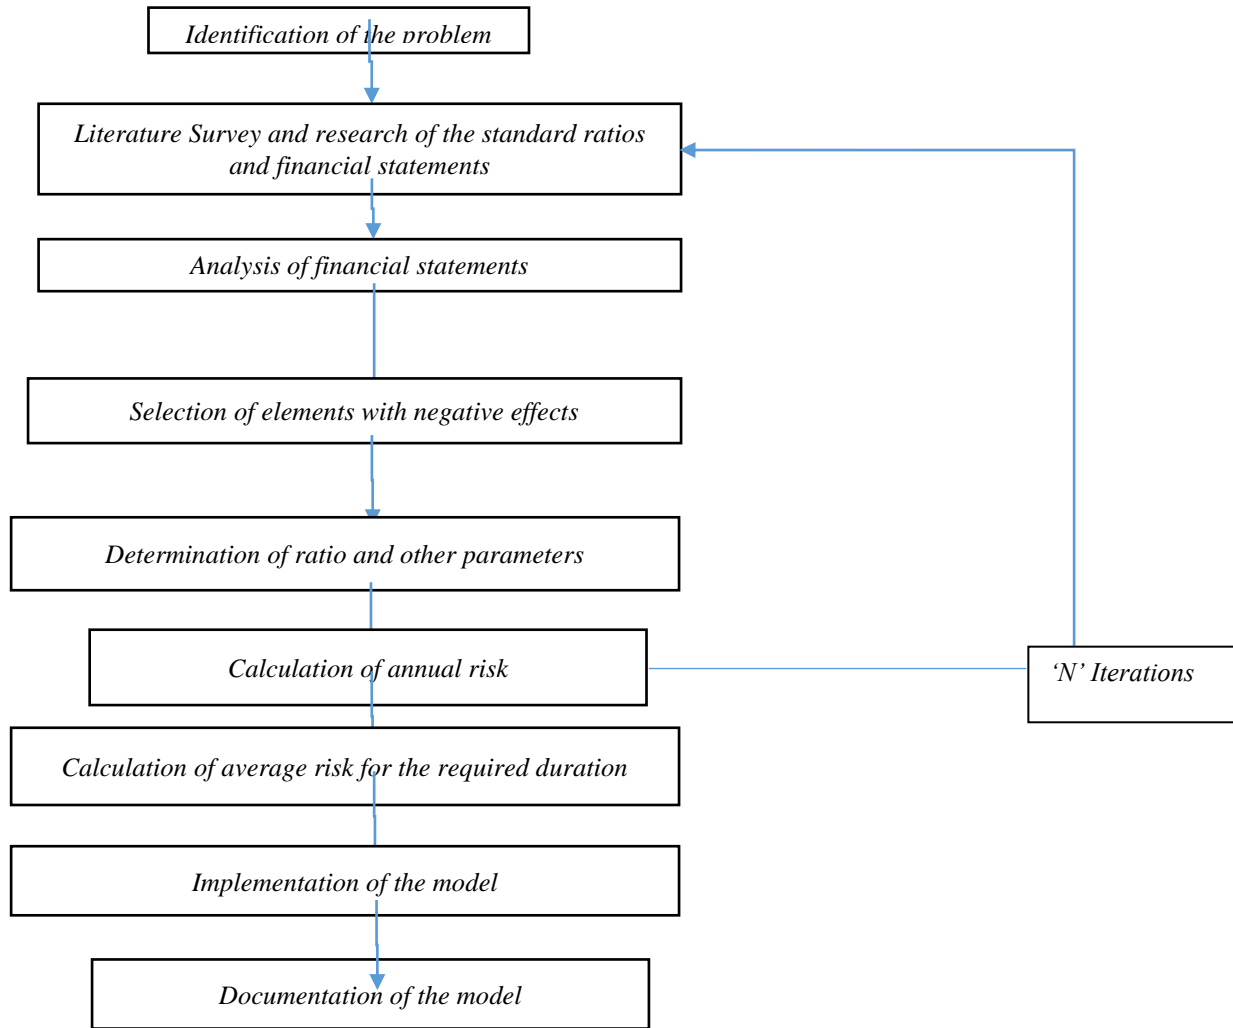 Identification of the problem
Literature Survey and research of the standard ratios
and financial statements
Analysis of financial statements
Selection of elements with negative effects
Determination of ratio and other parameters
Calculation of annual risk
‘N’ Iterations
Calculation of average risk for the required duration
Implementation of the model
Documentation of the model